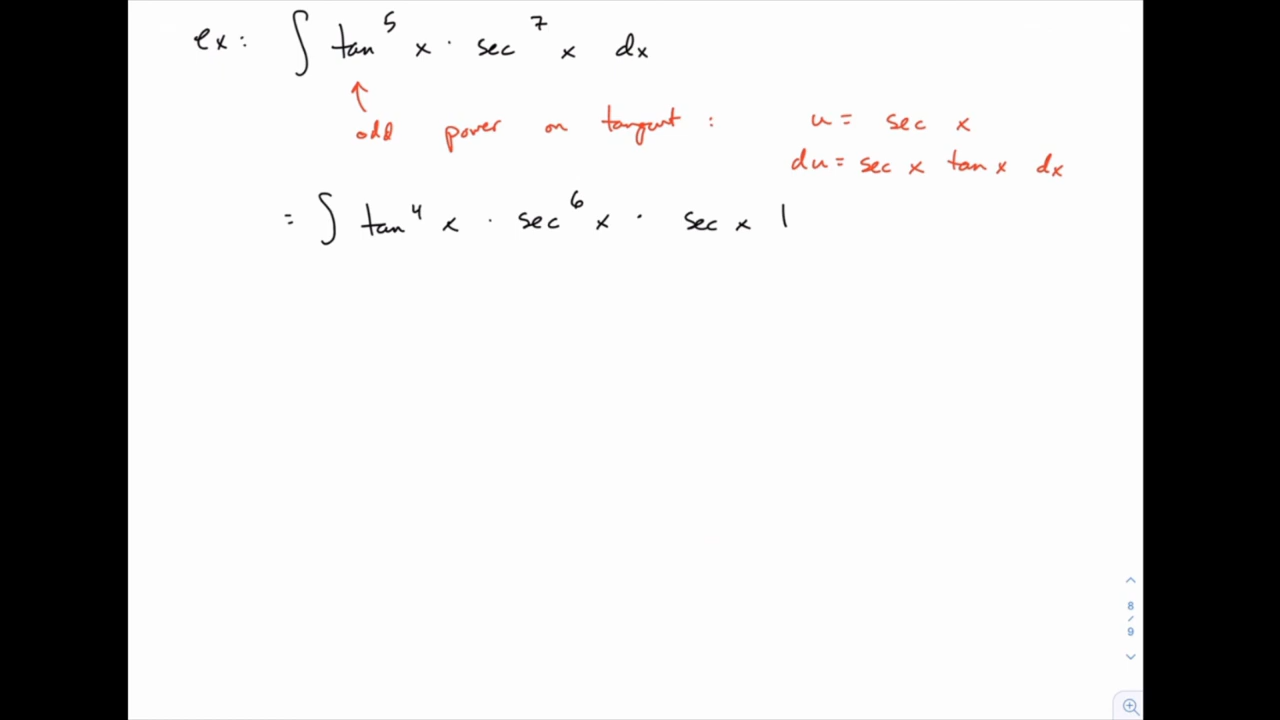 ex: ∫ tan⁵ x · sec⁷ x dx
odd power on tangent : u = sec x
du = sec x tan x dx
= ∫ tan⁴ x · sec⁶ x · sec x
8
/
9